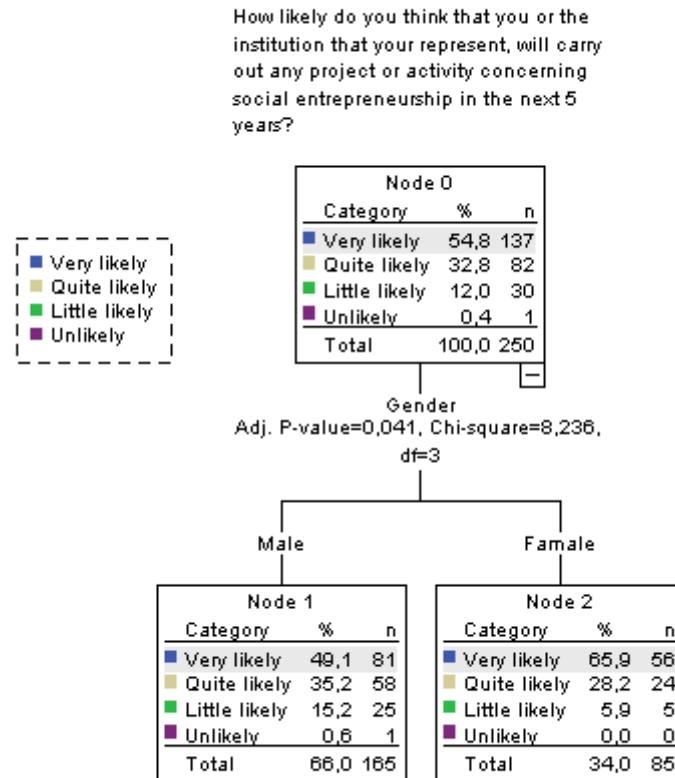 How likely do you think that you or the
institution that your represent, will carry
out any project or activity concerning
social entrepreneurship in the next 5
years?
Node 0
Category % n
Very likely 54,8 137
Quite likely 32,8 82
Little likely 12,0 30
Unlikely 0,4 1
Total 100,0 250
Very likely
Quite likely
Little likely
Unlikely
Gender
Adj. P-value=0,041, Chi-square=8,236,
df=3
Male
Famale
Node 1
Category % n
Very likely 49,1 81
Quite likely 35,2 58
Little likely 15,2 25
Unlikely 0,6 1
Total 66,0 165
Node 2
Category % n
Very likely 65,9 56
Quite likely 28,2 24
Little likely 5,9 5
Unlikely 0,0 0
Total 34,0 85